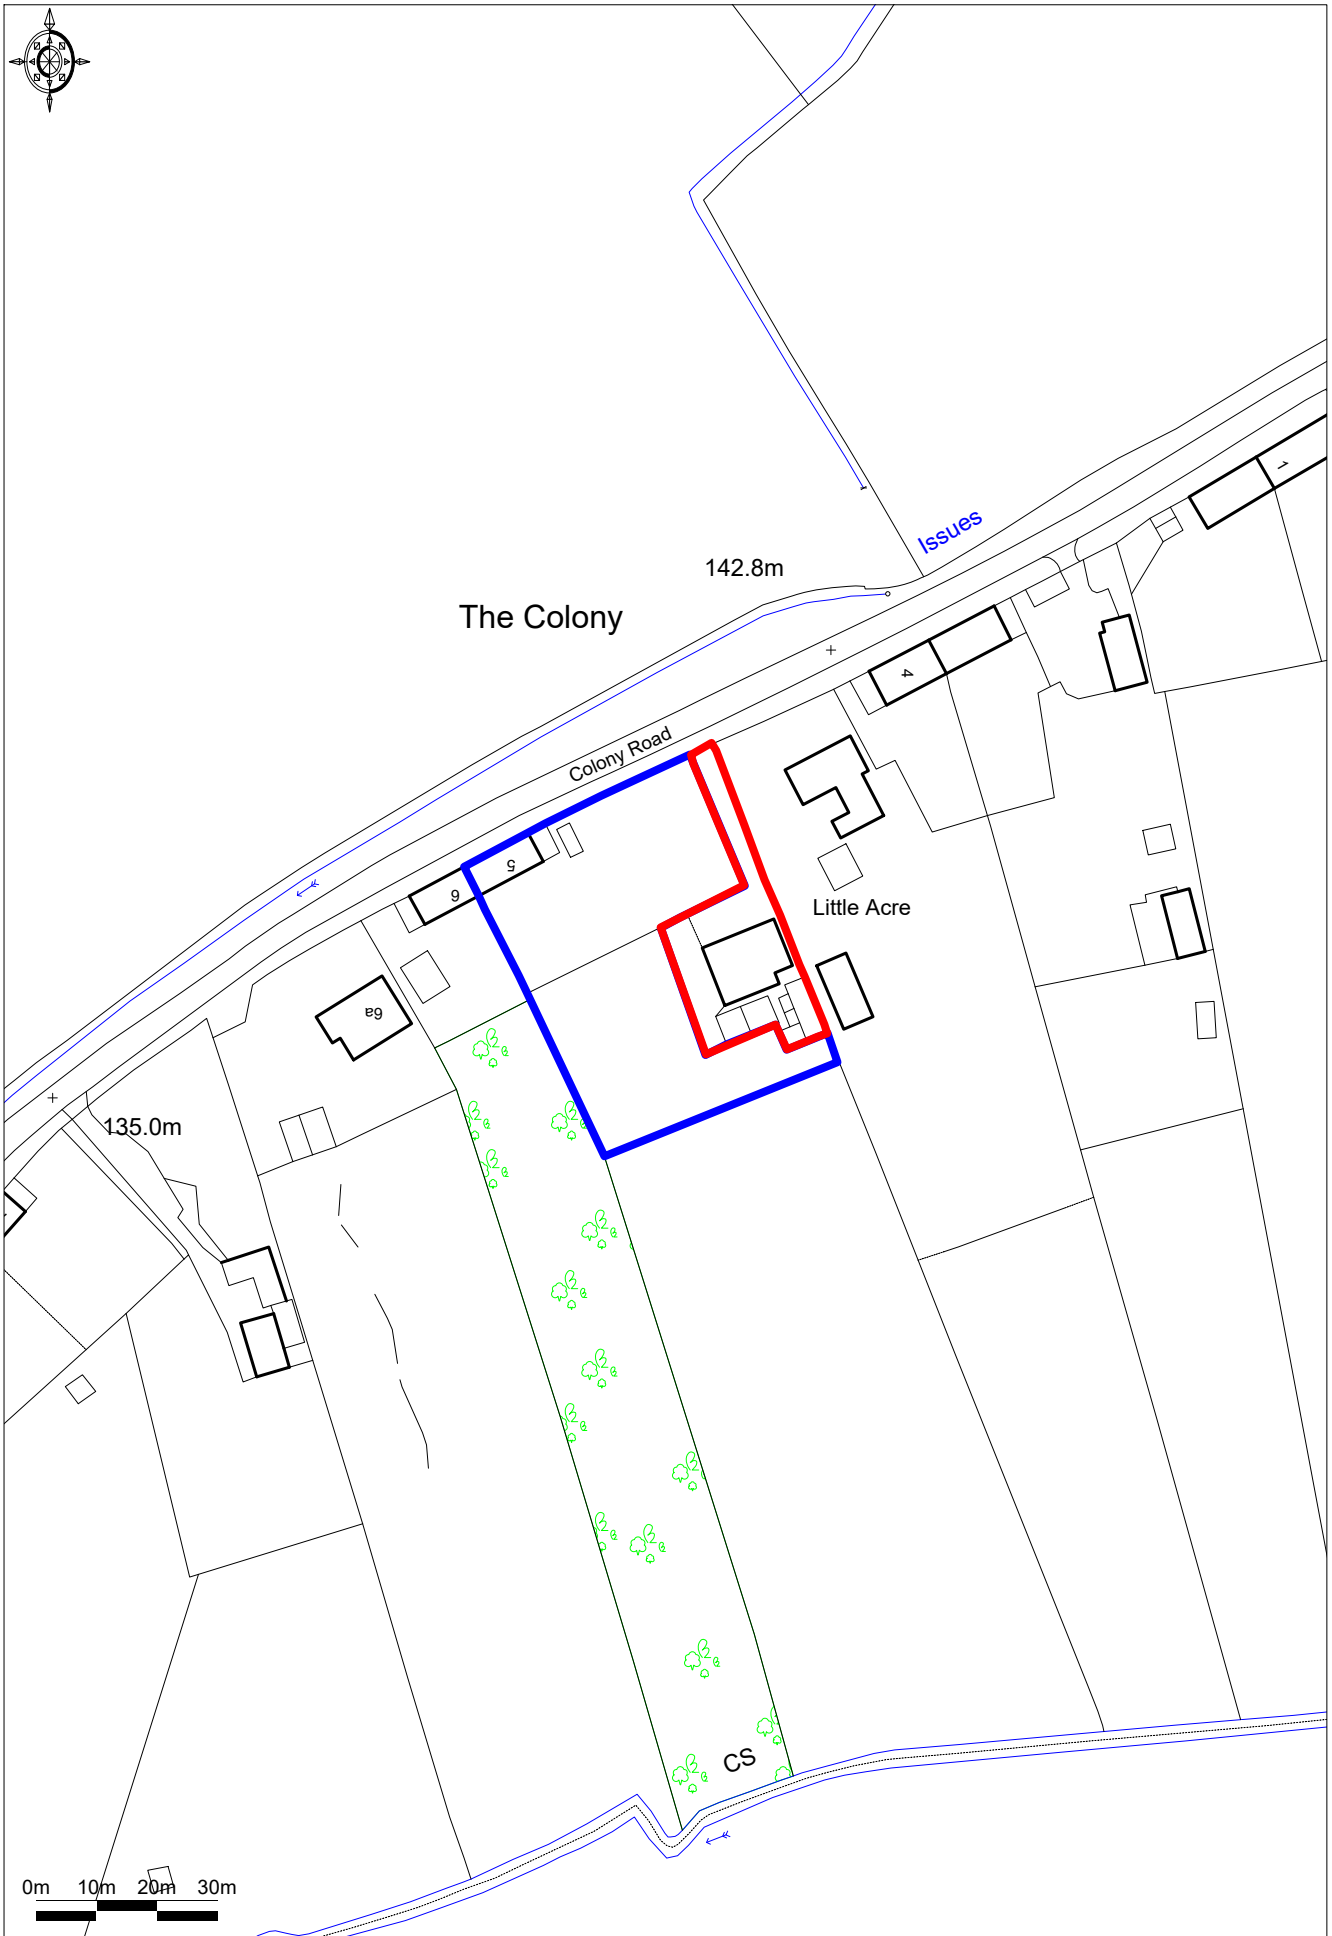 1
Issues
142.8m
The Colony
4
Colony Road
5
6
Little Acre
6a
135.0m
CS
0m 10m 20m 30m